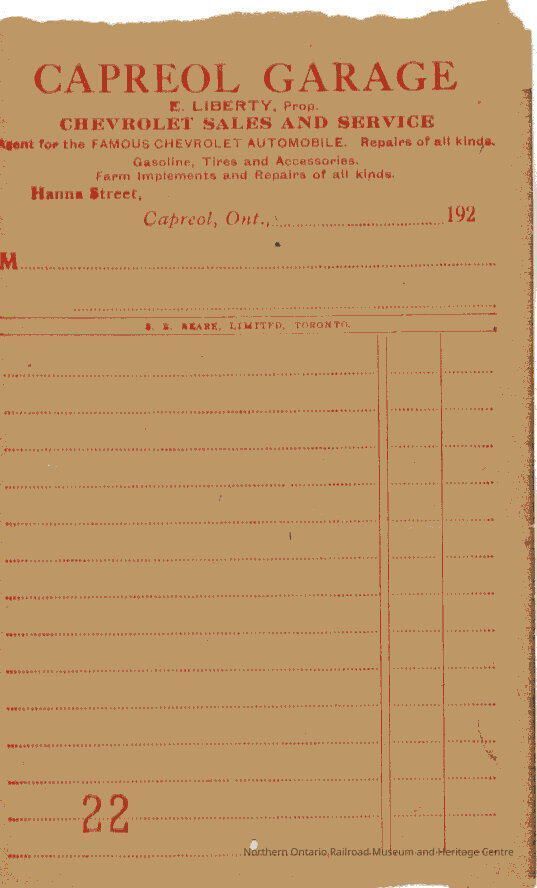 CAPREOL GARAGE
E. LIBERTY, Prop.
CHEVROLET SALES AND SERVICE
Agent for the FAMOUS CHEVROLET AUTOMOBILE. Repairs of all kinds.
Gasoline, Tires and Accessories.
Farm Implements and Repairs of all kinds.
Hanna Street,
Capreol, Ont., 192
M
LIMITED, TORONTO.
22
Northern Ontario Railroad Museum and Heritage Centre